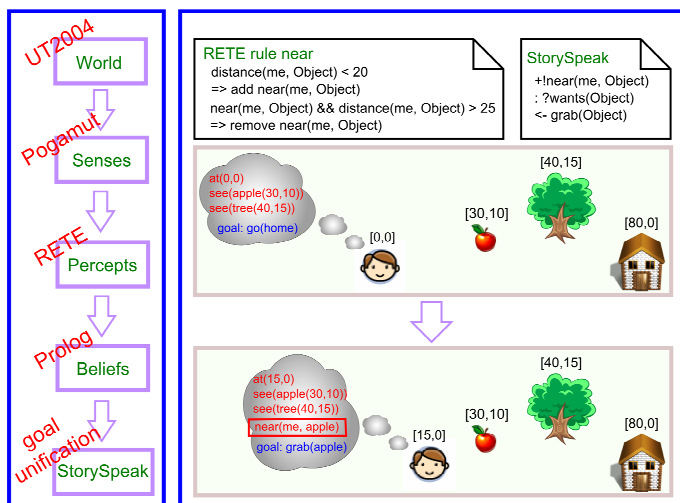 UT2004
World
Pogamut
Senses
RETE
Percepts
Prolog
Beliefs
goal
unification
StorySpeak
RETE rule near
distance(me, Object) < 20
=> add near(me, Object)
near(me, Object) && distance(me, Object) > 25
=> remove near(me, Object)
StorySpeak
+!near(me, Object)
: ?wants(Object)
<- grab(Object)
at(0,0)
see(apple(30,10))
see(tree(40,15))
goal: go(home)
[0,0]
[30,10]
[40,15]
[80,0]
at(15,0)
see(apple(30,10))
see(tree(40,15))
near(me, apple)
goal: grab(apple)
[15,0]
[30,10]
[40,15]
[80,0]